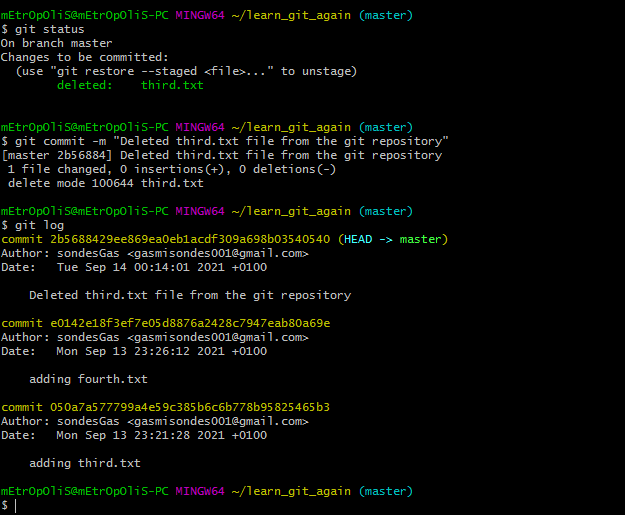 mEtrOpOliS@mEtrOpOliS-PC MINGW64 ~/learn_git_again (master)
$ git status
On branch master
Changes to be committed:
  (use "git restore --staged <file>..." to unstage)
        deleted:    third.txt

mEtrOpOliS@mEtrOpOliS-PC MINGW64 ~/learn_git_again (master)
$ git commit -m "Deleted third.txt file from the git repository"
[master 2b56884] Deleted third.txt file from the git repository
 1 file changed, 0 insertions(+), 0 deletions(-)
 delete mode 100644 third.txt

mEtrOpOliS@mEtrOpOliS-PC MINGW64 ~/learn_git_again (master)
$ git log
commit 2b5688429ee869ea0eb1acdf309a698b03540540 (HEAD -> master)
Author: sondesGas <gasmisondes001@gmail.com>
Date:   Tue Sep 14 00:14:01 2021 +0100

    Deleted third.txt file from the git repository

commit e0142e18f3ef7e05d8876a2428c7947eab80a69e
Author: sondesGas <gasmisondes001@gmail.com>
Date:   Mon Sep 13 23:26:12 2021 +0100

    adding fourth.txt

commit 050a7a577799a4e59c385b6c6b778b95825465b3
Author: sondesGas <gasmisondes001@gmail.com>
Date:   Mon Sep 13 23:21:28 2021 +0100

    adding third.txt

mEtrOpOliS@mEtrOpOliS-PC MINGW64 ~/learn_git_again (master)
$